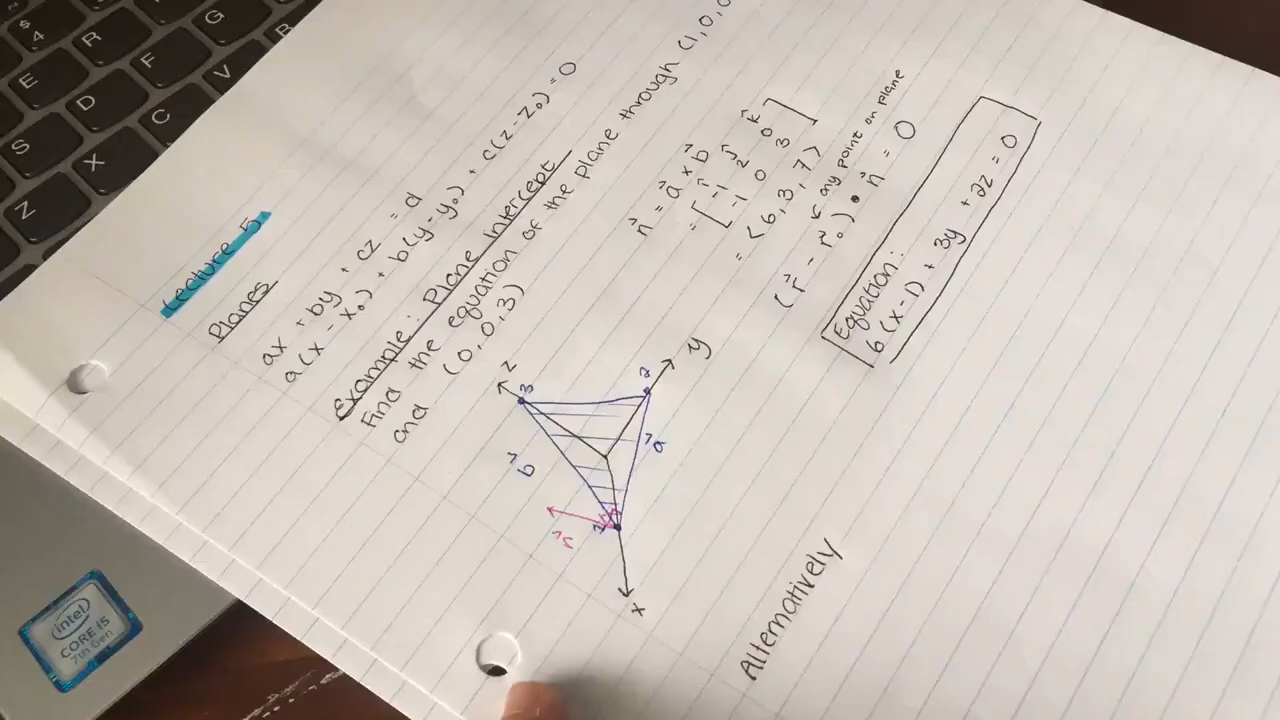 Lecture 5
Planes
ax + by + cz = d
a(x - x₀) + b(y - y₀) + c(z - z₀) = 0
Example: Plane Intercept
Find the equation of the plane through (1, 0, 0
and (0, 0, 3)
z
3
2
y
a⃗
b⃗
n⃗
1
x
n⃗ = a⃗ × b⃗
= [ î ĵ k̂
-1 2 0
-1 0 3 ]
= < 6, 3, 7 >
any point on plane
(r⃗ - r⃗₀) • n⃗ = 0
Equation:
6(x - 1) + 3y + 2z = 0
Alternatively
$
4
R
F
G
V
B
E
D
C
S
X
Z
intel
CORE i5
7th Gen